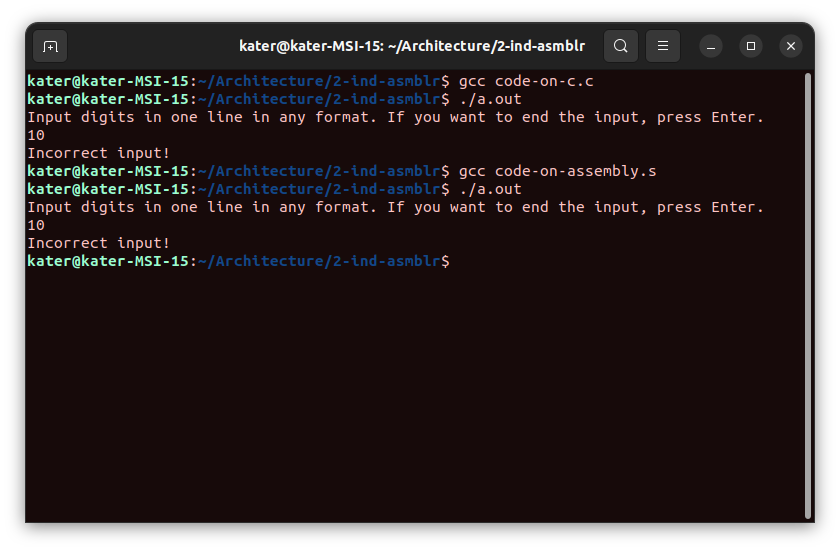 kater@kater-MSI-15: ~/Architecture/2-ind-asmblr
kater@kater-MSI-15:~/Architecture/2-ind-asmblr$ gcc code-on-c.c
kater@kater-MSI-15:~/Architecture/2-ind-asmblr$ ./a.out
Input digits in one line in any format. If you want to end the input, press Enter.
10
Incorrect input!
kater@kater-MSI-15:~/Architecture/2-ind-asmblr$ gcc code-on-assembly.s
kater@kater-MSI-15:~/Architecture/2-ind-asmblr$ ./a.out
Input digits in one line in any format. If you want to end the input, press Enter.
10
Incorrect input!
kater@kater-MSI-15:~/Architecture/2-ind-asmblr$